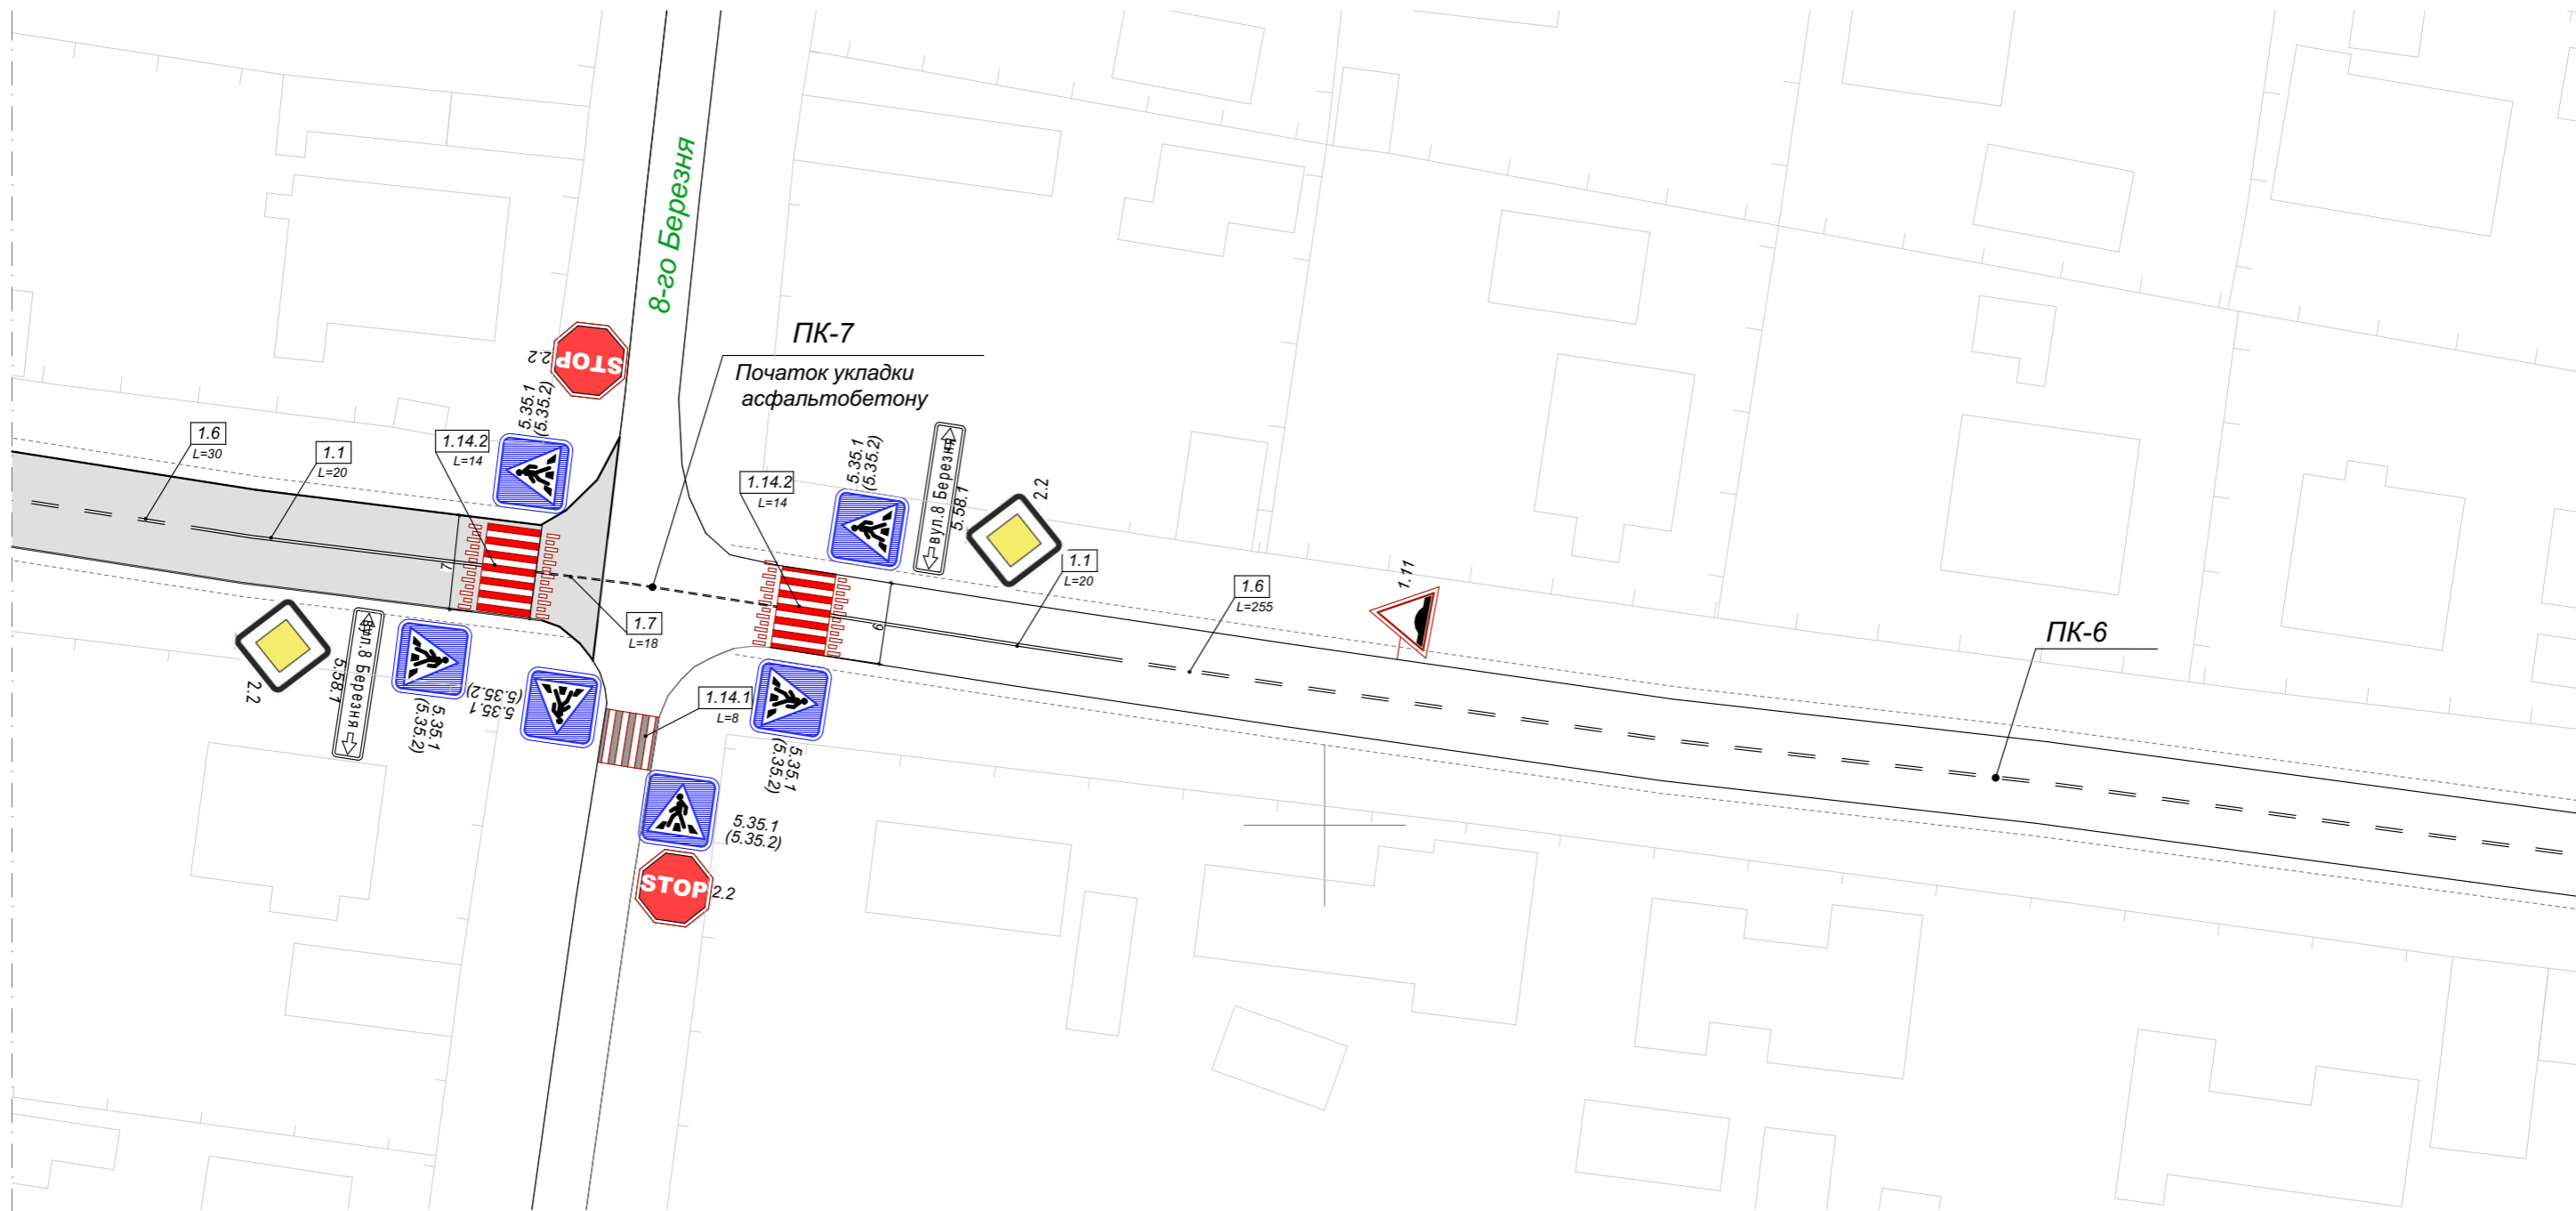 8-го Березня
ПК-7
Початок укладки
асфальтобетону
STOP
2.2
5.35.1
(5.35.2)
1.6
L=30
1.1
L=20
1.14.2
L=14
7
1.14.2
L=14
5.35.1
(5.35.2)
вул.8 Березня
5.58.1
2.2
1.1
L=20
6
1.6
L=255
1.11
ПК-6
1.7
L=18
2.2
5.58.1
вул.8 Березня
5.35.1
(5.35.2)
5.35.1
(5.35.2)
1.14.1
L=8
5.35.1
(5.35.2)
5.35.1
(5.35.2)
STOP
2.2